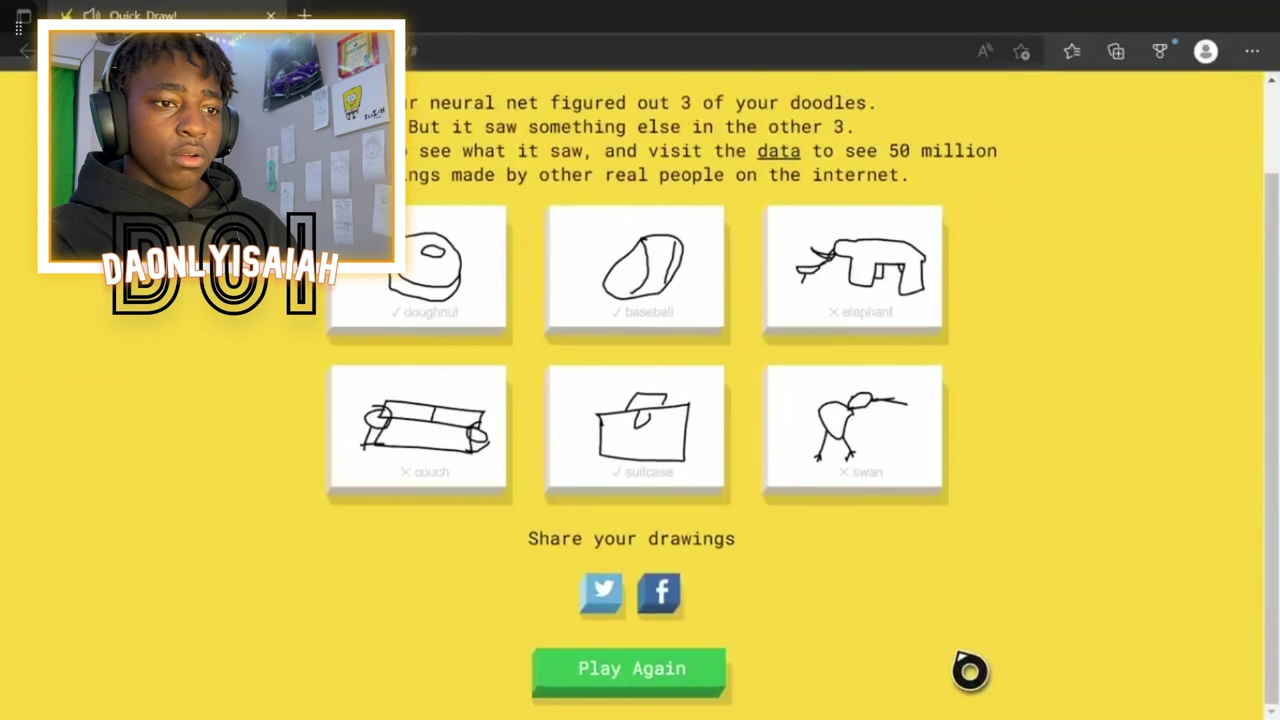 Quick, Draw!
/#
r neural net figured out 3 of your doodles.
But it saw something else in the other 3.
see what it saw, and visit the data to see 50 million
ngs made by other real people on the internet.
DOI
DAONLYISAIAH
✓ doughnut
✓ baseball
✕ elephant
✕ couch
✓ suitcase
✕ swan
Share your drawings
Play Again